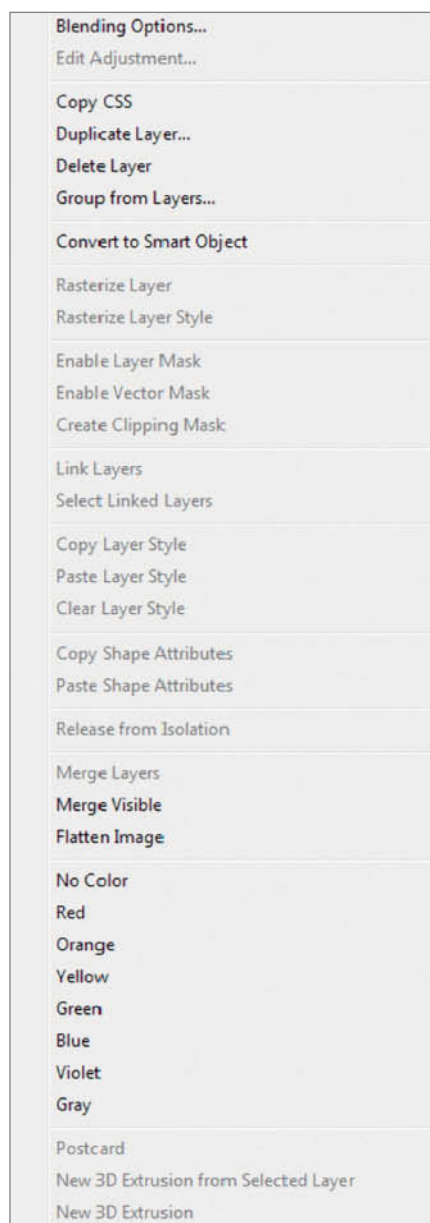 Blending Options...
Edit Adjustment...
Copy CSS
Duplicate Layer...
Delete Layer
Group from Layers...
Convert to Smart Object
Rasterize Layer
Rasterize Layer Style
Enable Layer Mask
Enable Vector Mask
Create Clipping Mask
Link Layers
Select Linked Layers
Copy Layer Style
Paste Layer Style
Clear Layer Style
Copy Shape Attributes
Paste Shape Attributes
Release from Isolation
Merge Layers
Merge Visible
Flatten Image
No Color
Red
Orange
Yellow
Green
Blue
Violet
Gray
Postcard
New 3D Extrusion from Selected Layer
New 3D Extrusion